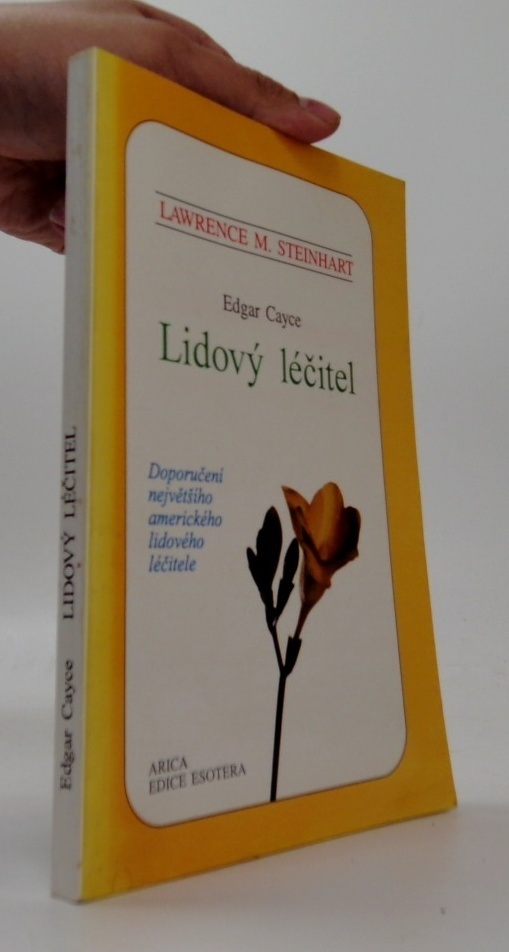 LAWRENCE M. STEINHART
Edgar Cayce
Lidový léčitel
Doporučení
největšího
amerického
lidového
léčitele
ARICA
EDICE ESOTERA
Edgar Cayce LIDOVÝ LÉČITEL